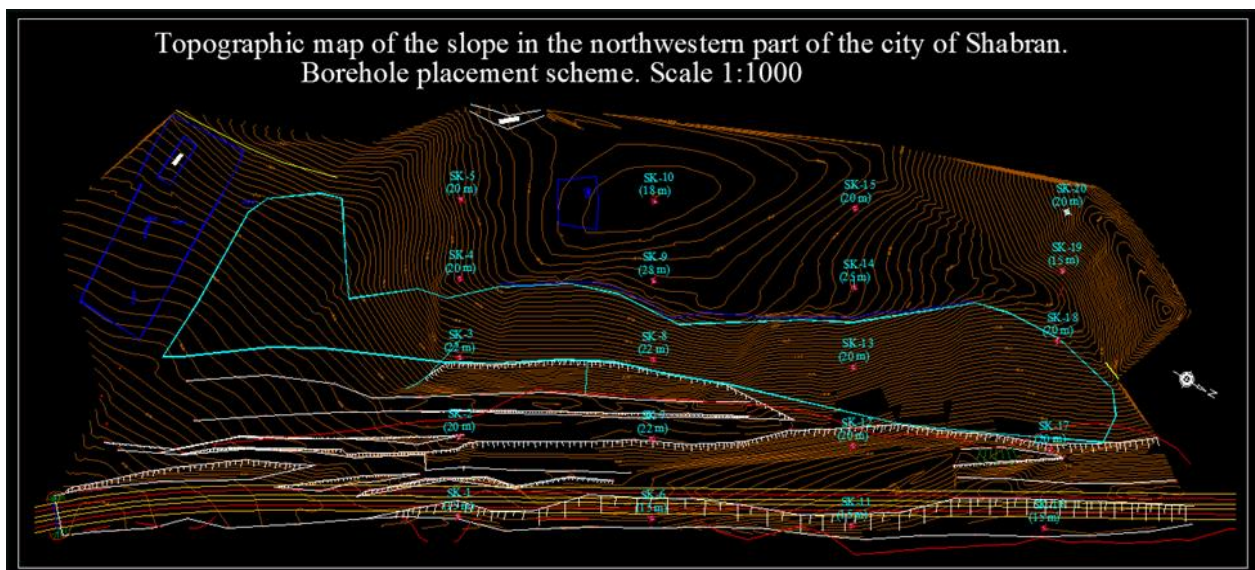 Topographic map of the slope in the northwestern part of the city of Shabran.
Borehole placement scheme. Scale 1:1000
SK-5
(20 m)
SK-10
(18 m)
SK-15
(20 m)
SK-20
(20 m)
SK-4
(20 m)
SK-9
(28 m)
SK-14
(25 m)
SK-19
(15 m)
SK-3
(22 m)
SK-8
(22 m)
SK-13
(20 m)
SK-18
(20 m)
SK-2
(20 m)
(22 m)
(20 m)
SK-17
SK-1
SK-6
(15 m)
SK-11
(15 m)
(15 m)
N